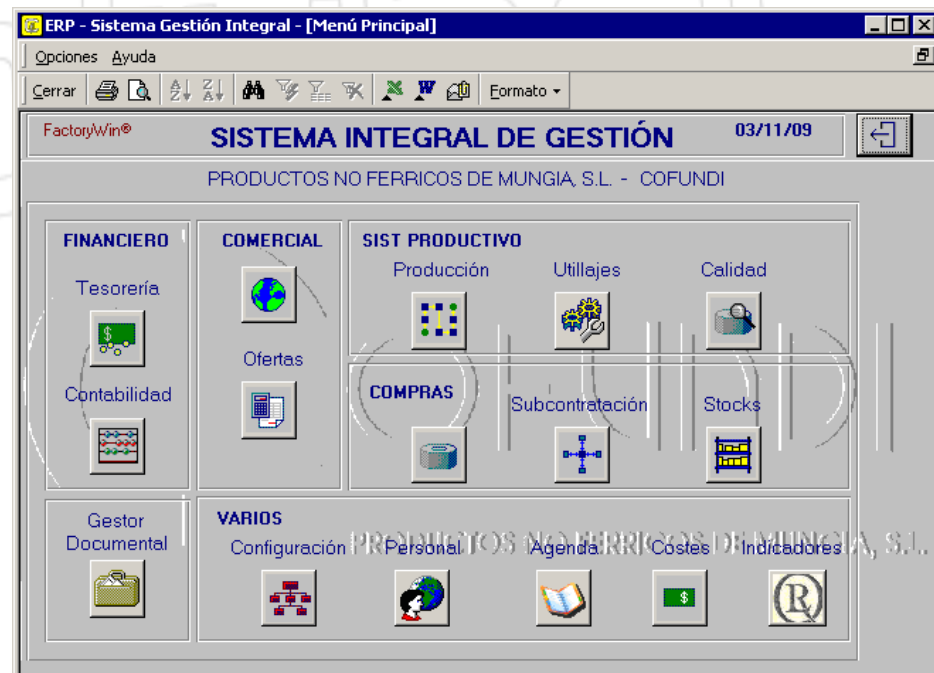 ERP - Sistema Gestión Integral - [Menú Principal]
Opciones Ayuda
Cerrar Formato
FactoryWin® SISTEMA INTEGRAL DE GESTIÓN 03/11/09
PRODUCTOS NO FERRICOS DE MUNGIA, S.L. - COFUNDI
FINANCIERO
Tesorería
Contabilidad
COMERCIAL
Ofertas
SIST PRODUCTIVO
Producción Utillajes Calidad
COMPRAS
Subcontratación Stocks
Gestor
Documental
VARIOS
Configuración Personal Agenda Costes Indicadores
PRODUCTOS NO FERRICOS DE MUNGIA, S.L.